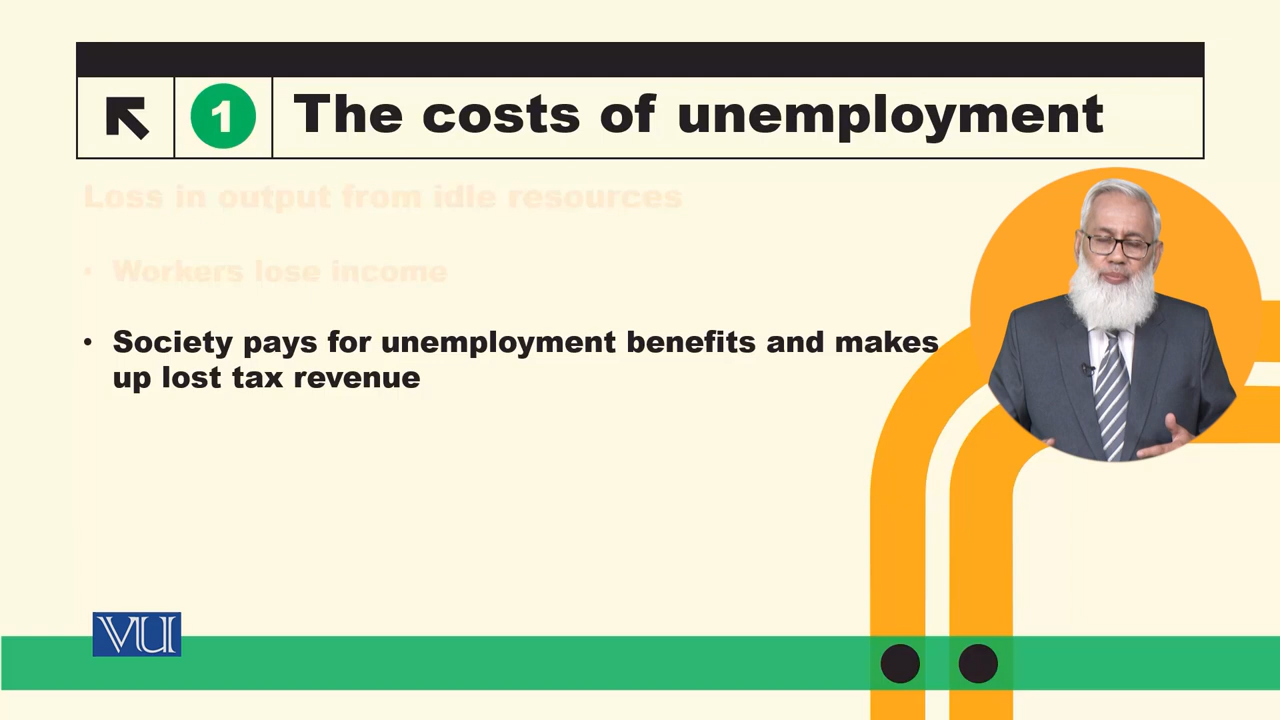 1 The costs of unemployment
Loss in output from idle resources
• Workers lose income
• Society pays for unemployment benefits and makes
up lost tax revenue
VU